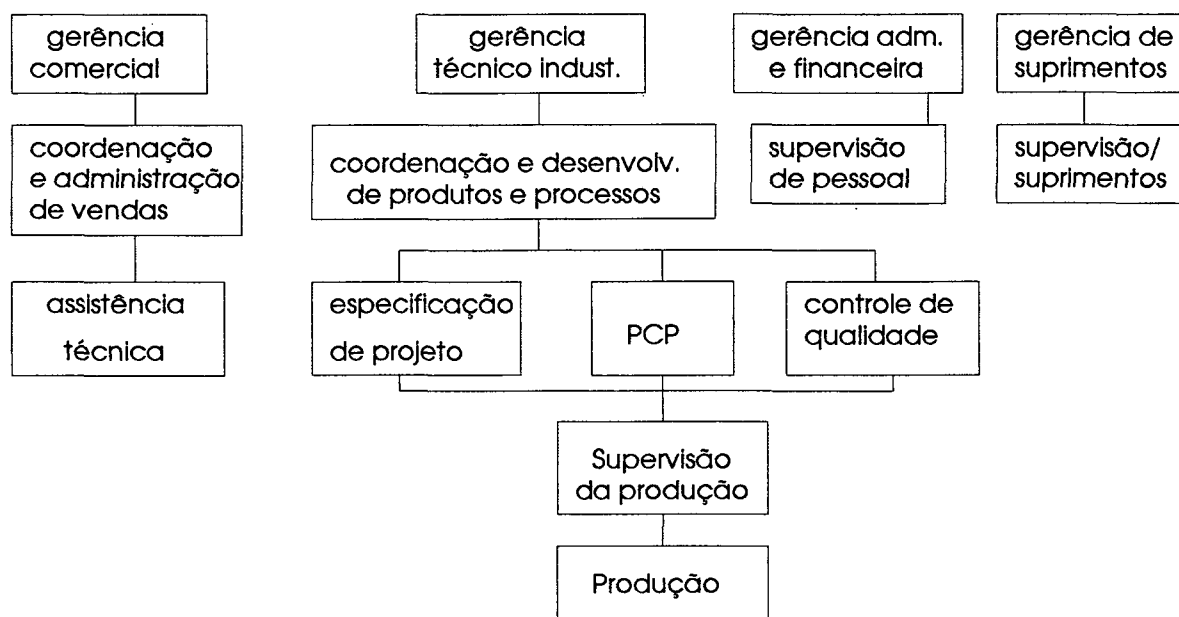 gerência
comercial
gerência
técnico indust.
gerência adm.
e financeira
gerência de
suprimentos
coordenação
e administração
de vendas
coordenação e desenvolv.
de produtos e processos
supervisão
de pessoal
supervisão/
suprimentos
assistência
técnica
especificação
de projeto
PCP
controle de
qualidade
Supervisão
da produção
Produção